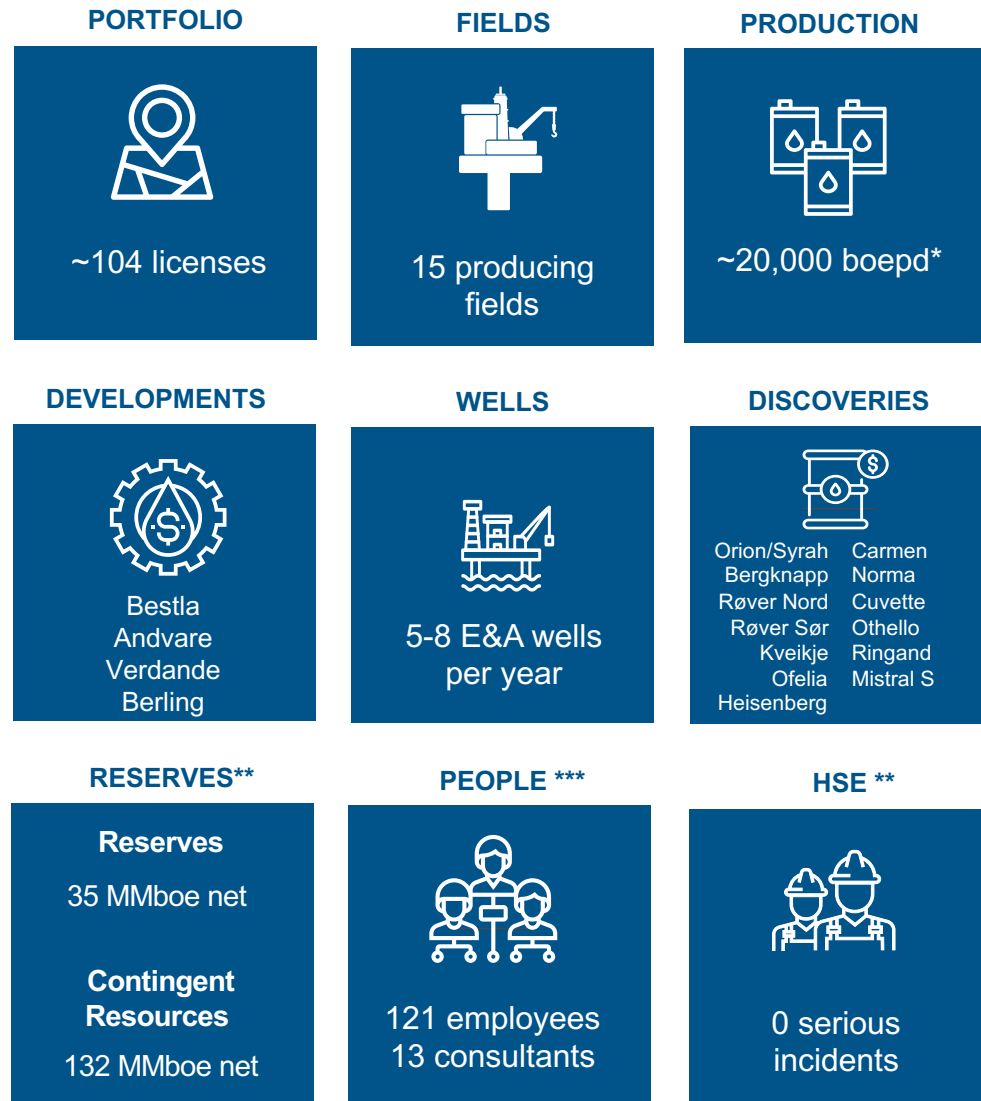 PORTFOLIO
~104 licenses
FIELDS
15 producing
fields
PRODUCTION
~20,000 boepd*
DEVELOPMENTS
Bestla
Andvare
Verdande
Berling
WELLS
5-8 E&A wells
per year
DISCOVERIES
Orion/Syrah
Bergknapp
Røver Nord
Røver Sør
Kveikje
Ofelia
Heisenberg
Carmen
Norma
Cuvette
Othello
Ringand
Mistral S
RESERVES**
Reserves
35 MMboe net
Contingent
Resources
132 MMboe net
PEOPLE ***
121 employees
13 consultants
HSE **
0 serious
incidents